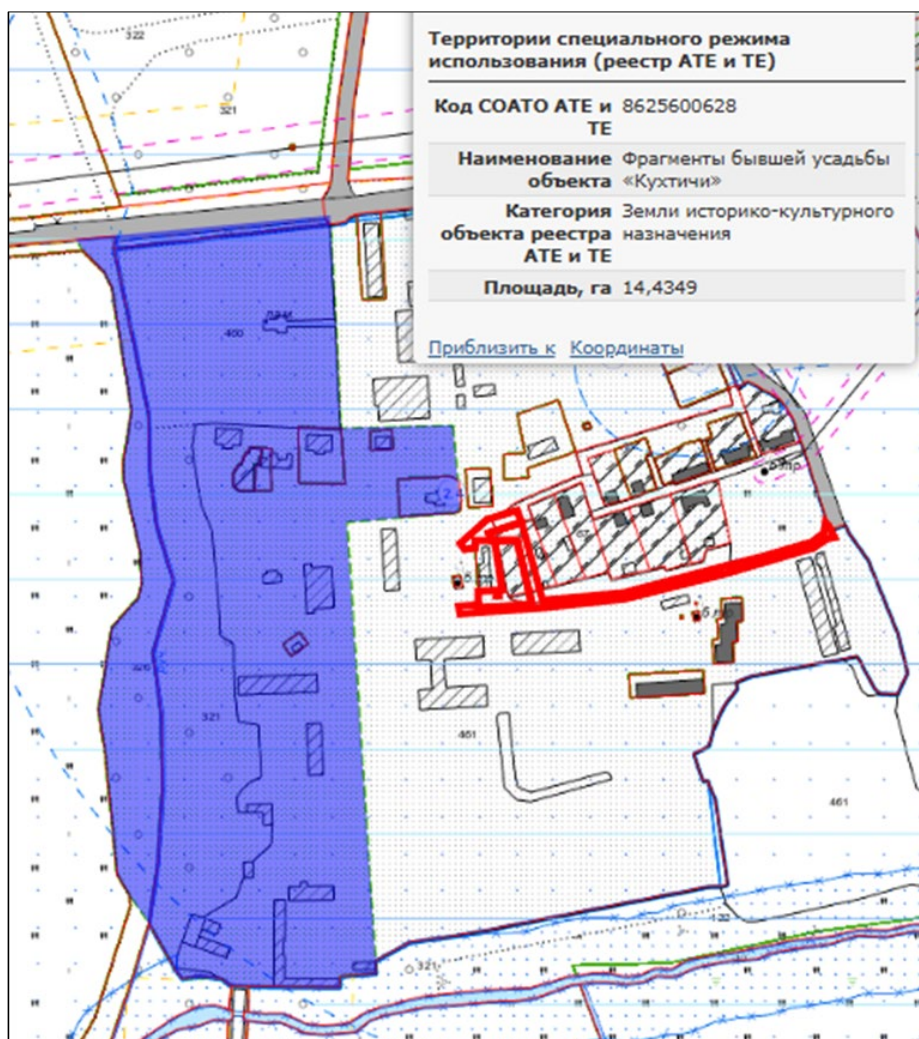 Территории специального режима
использования (реестр АТЕ и ТЕ)
Код СОАТО АТЕ и 8625600628
ТЕ
Наименование Фрагменты бывшей усадьбы
объекта «Кухтичи»
Категория Земли историко-культурного
объекта реестра назначения
АТЕ и ТЕ
Площадь, га 14,4349
Приблизить к Координаты
322
321
460
321
461
461
321